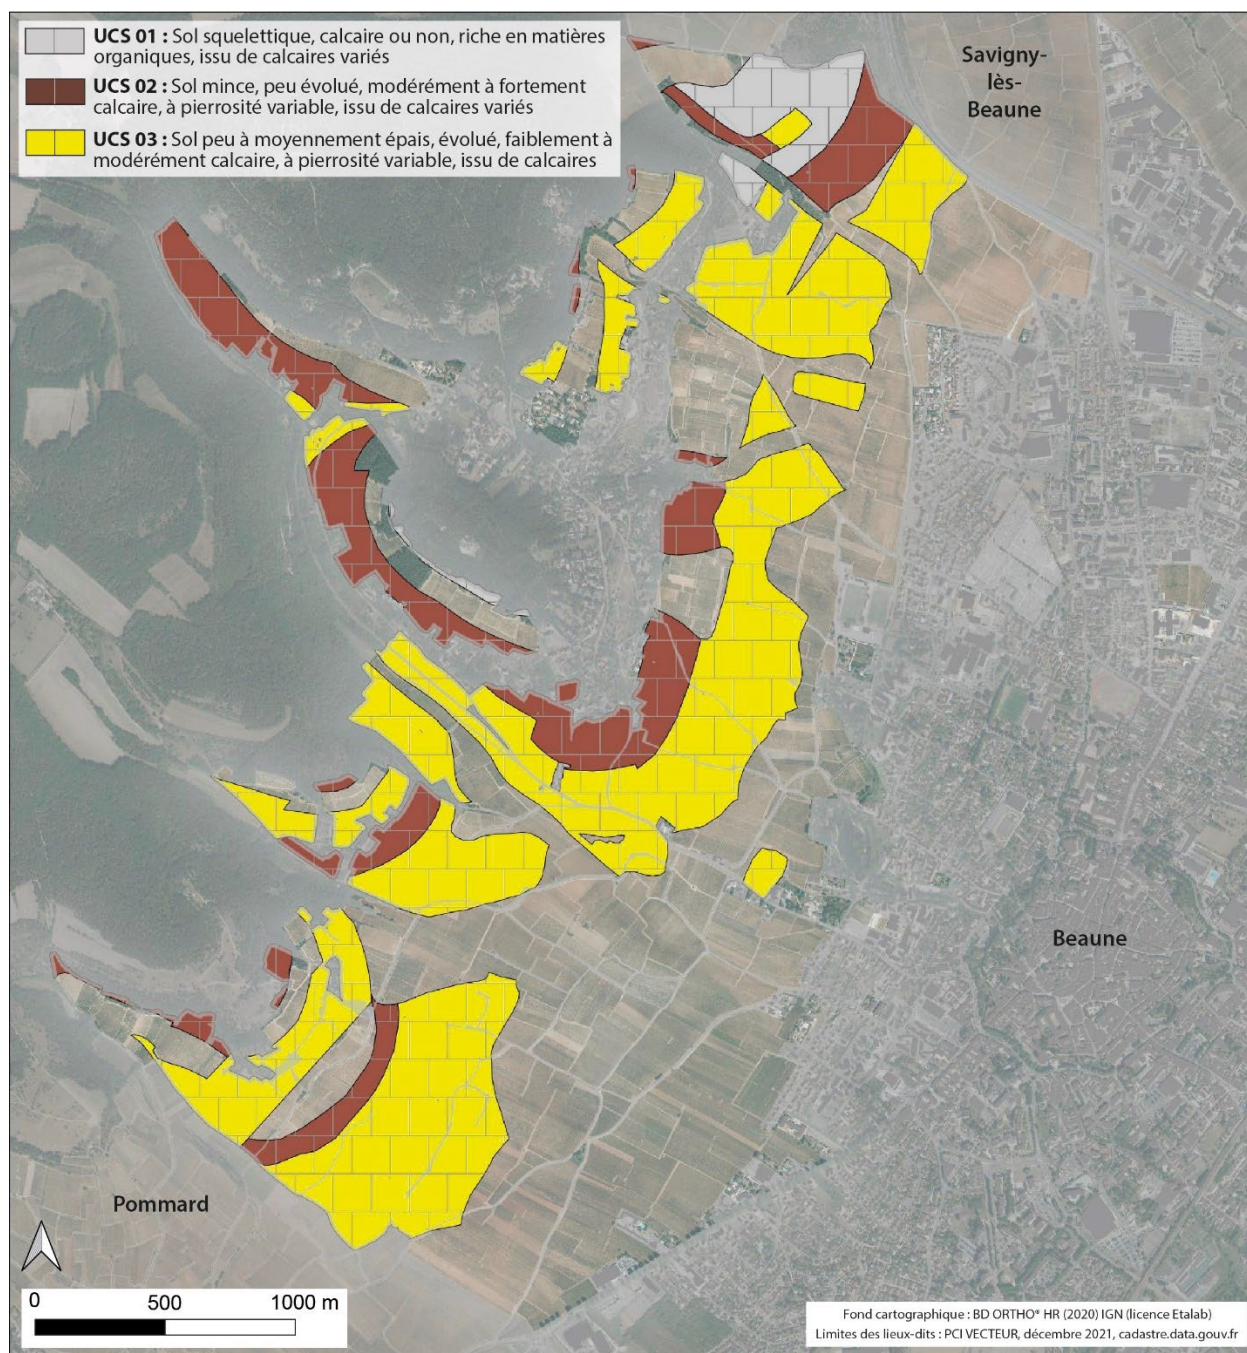 UCS 01 : Sol squelettique, calcaire ou non, riche en matières
organiques, issu de calcaires variés
UCS 02 : Sol mince, peu évolué, modérément à fortement
calcaire, à pierrosité variable, issu de calcaires variés
UCS 03 : Sol peu à moyennement épais, évolué, faiblement à
modérément calcaire, à pierrosité variable, issu de calcaires
Savigny-
lès-
Beaune
Beaune
Pommard
0 500 1000 m
Fond cartographique : BD ORTHO® HR (2020) IGN (licence Etalab)
Limites des lieux-dits : PCI VECTEUR, décembre 2021, cadastre.data.gouv.fr